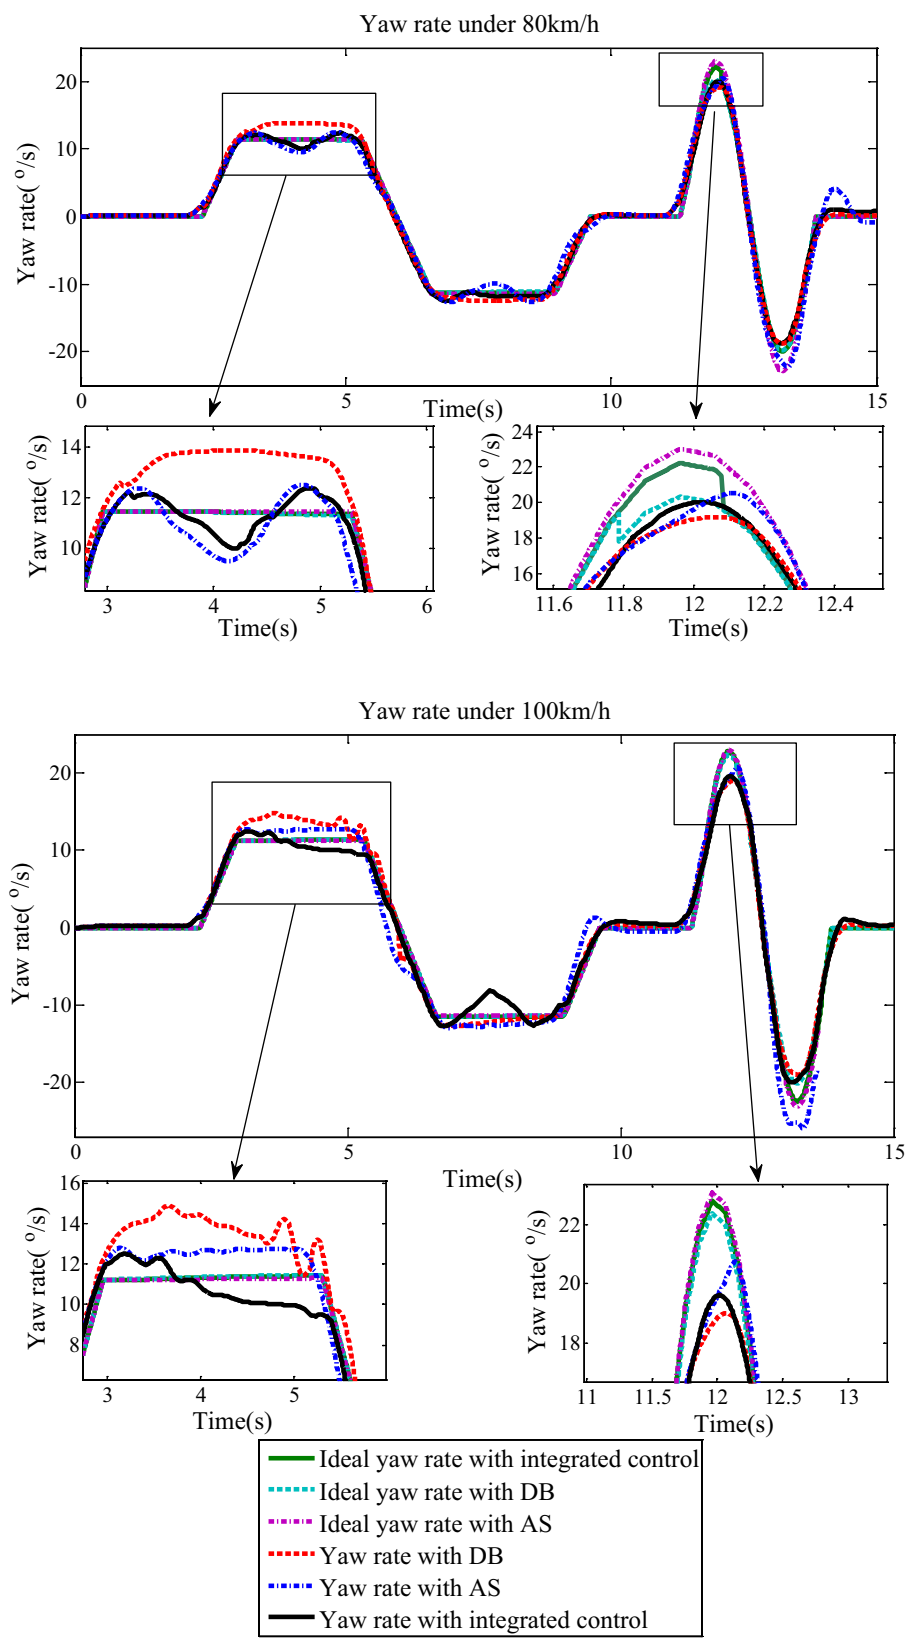 Yaw rate under 80km/h
Yaw rate( º/s)
20
10
0
-10
-20
0
5
10
15
Time(s)
Yaw rate( º/s)
14
12
10
3
4
5
6
Time(s)
Yaw rate( º/s)
24
22
20
18
16
11.6
11.8
12
12.2
12.4
Time(s)
Yaw rate under 100km/h
Yaw rate( º/s)
20
10
0
-10
-20
0
5
10
15
Time(s)
Yaw rate( º/s)
16
14
12
10
8
3
4
5
Time(s)
Yaw rate( º/s)
22
20
18
11
11.5
12
12.5
13
Time(s)
Ideal yaw rate with integrated control
Ideal yaw rate with DB
Ideal yaw rate with AS
Yaw rate with DB
Yaw rate with AS
Yaw rate with integrated control